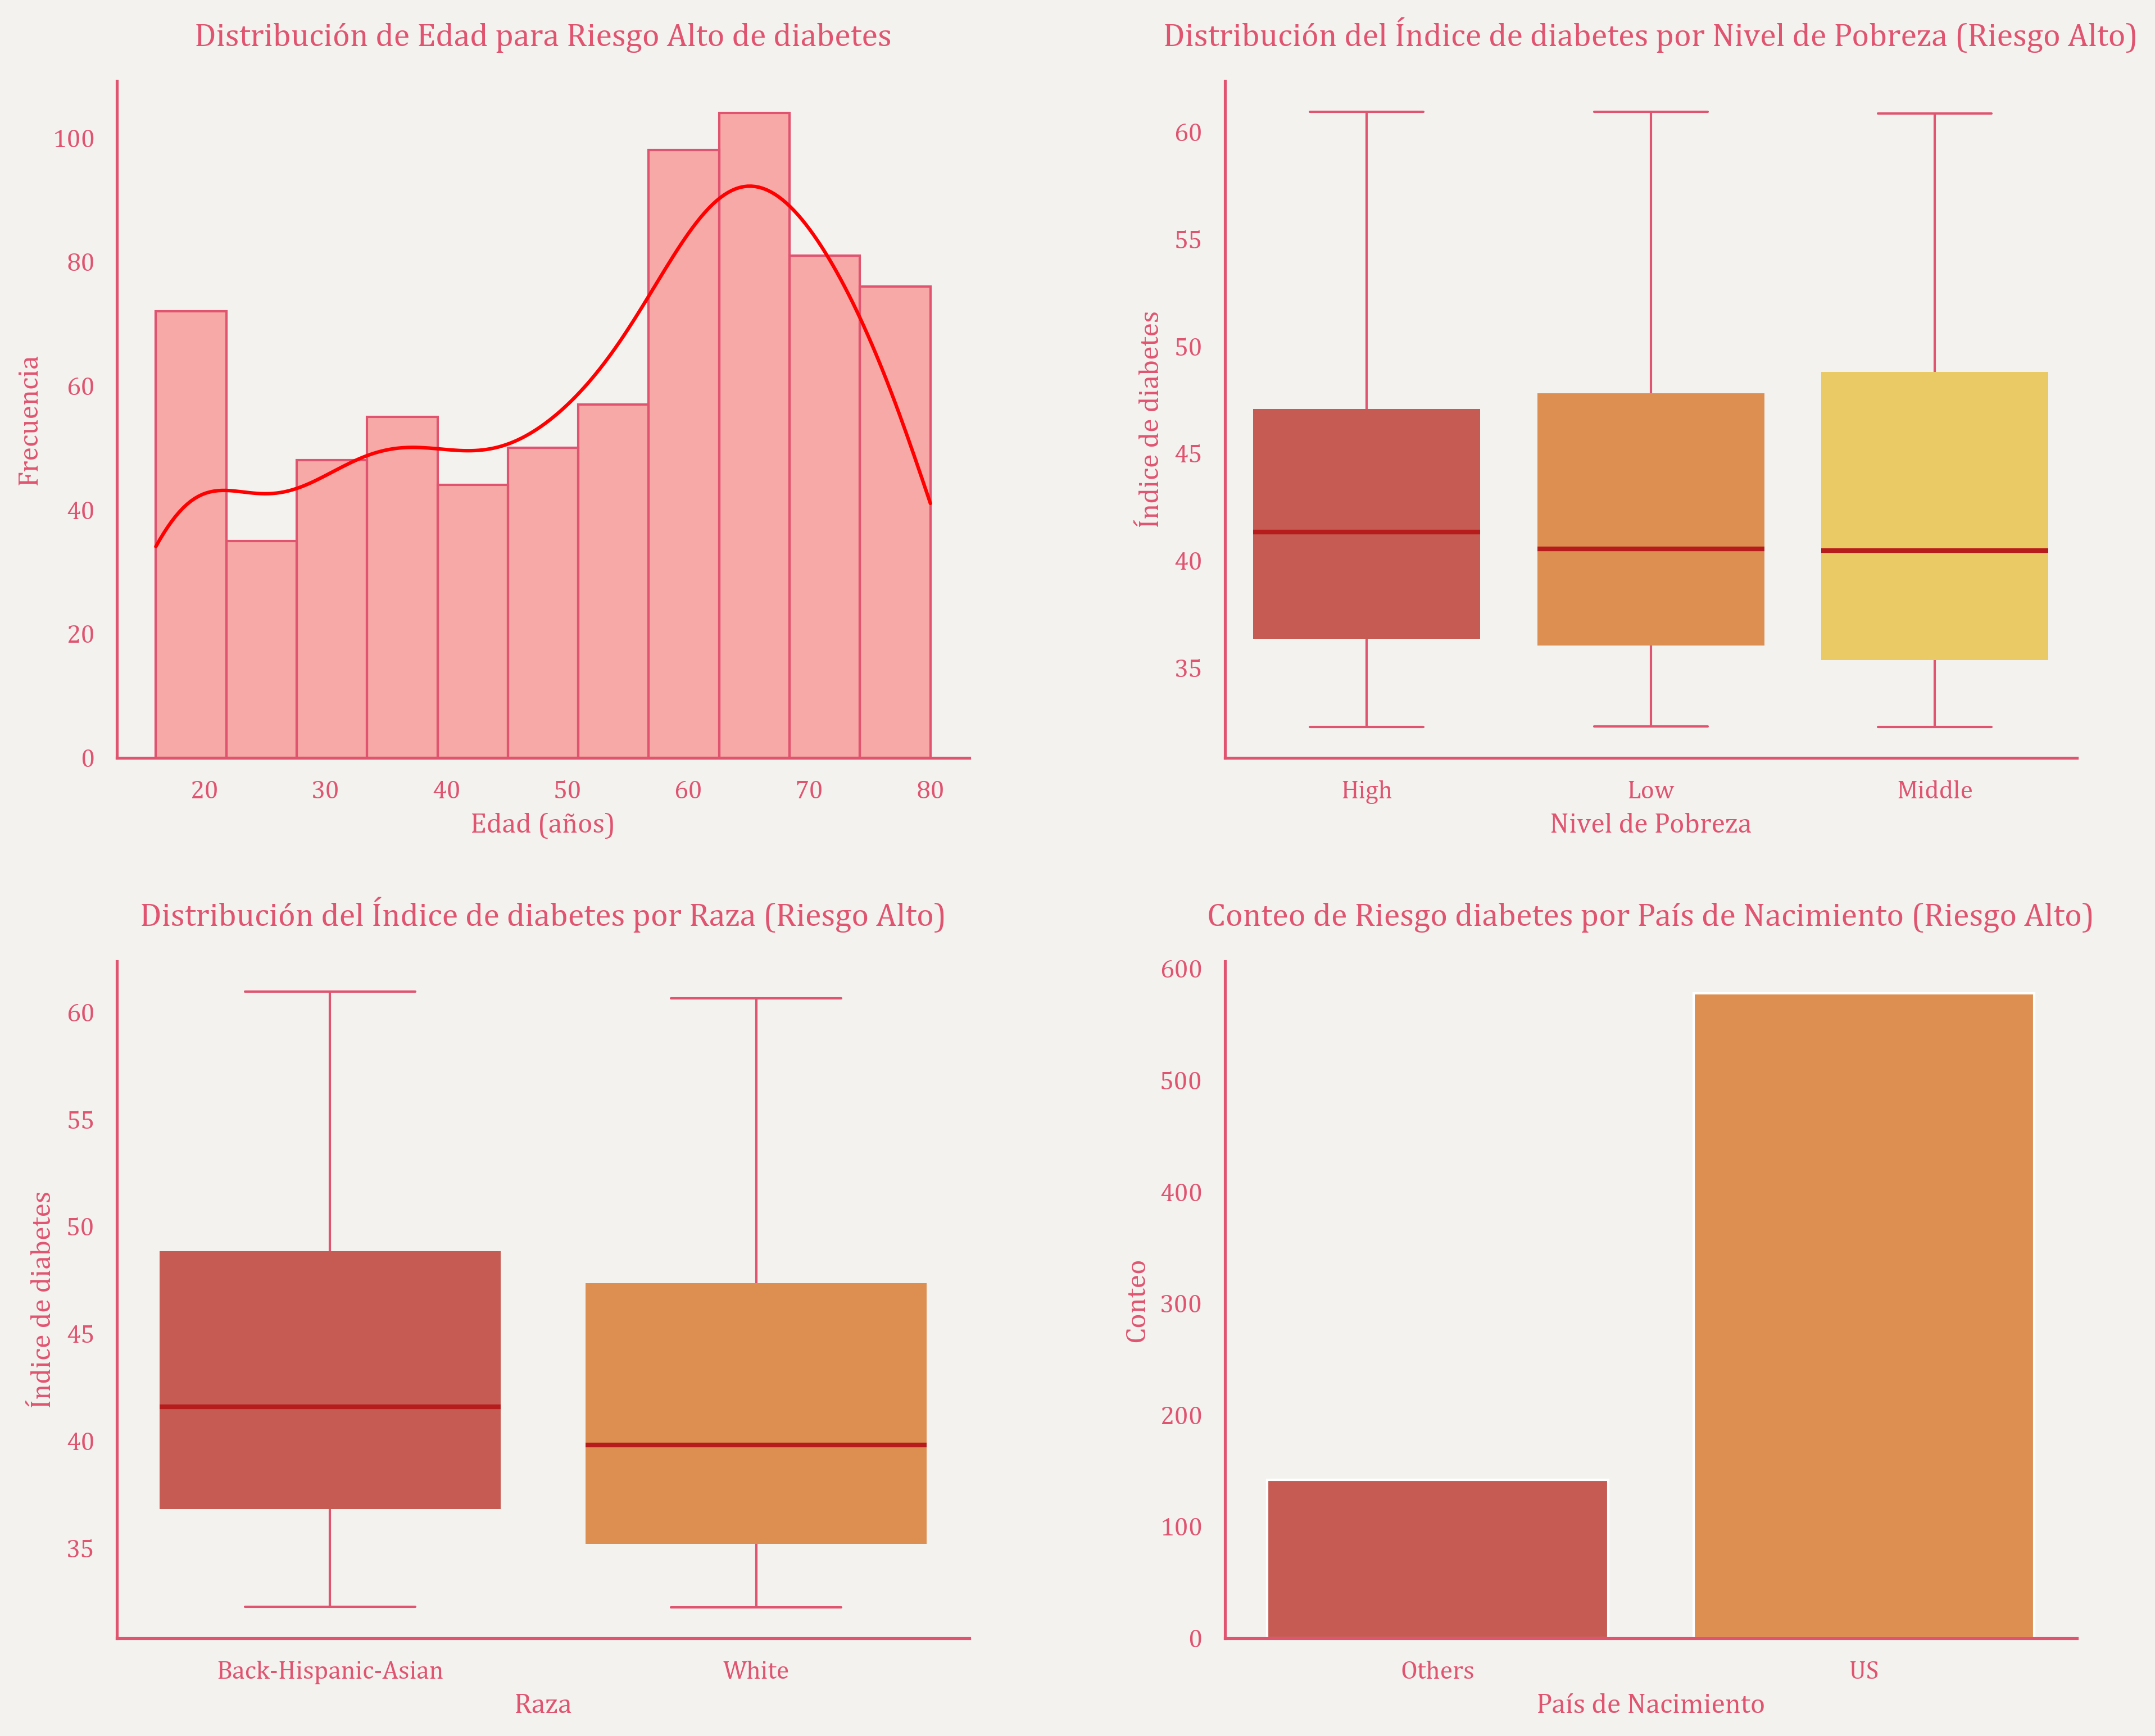 Distribución de Edad para Riesgo Alto de diabetes
Frecuencia
100
80
60
40
20
0
20 30 40 50 60 70 80
Edad (años)
Distribución del Índice de diabetes por Nivel de Pobreza (Riesgo Alto)
Índice de diabetes
60
55
50
45
40
35
High Low Middle
Nivel de Pobreza
Distribución del Índice de diabetes por Raza (Riesgo Alto)
Índice de diabetes
60
55
50
45
40
35
Back-Hispanic-Asian White
Raza
Conteo de Riesgo diabetes por País de Nacimiento (Riesgo Alto)
Conteo
600
500
400
300
200
100
0
Others US
País de Nacimiento